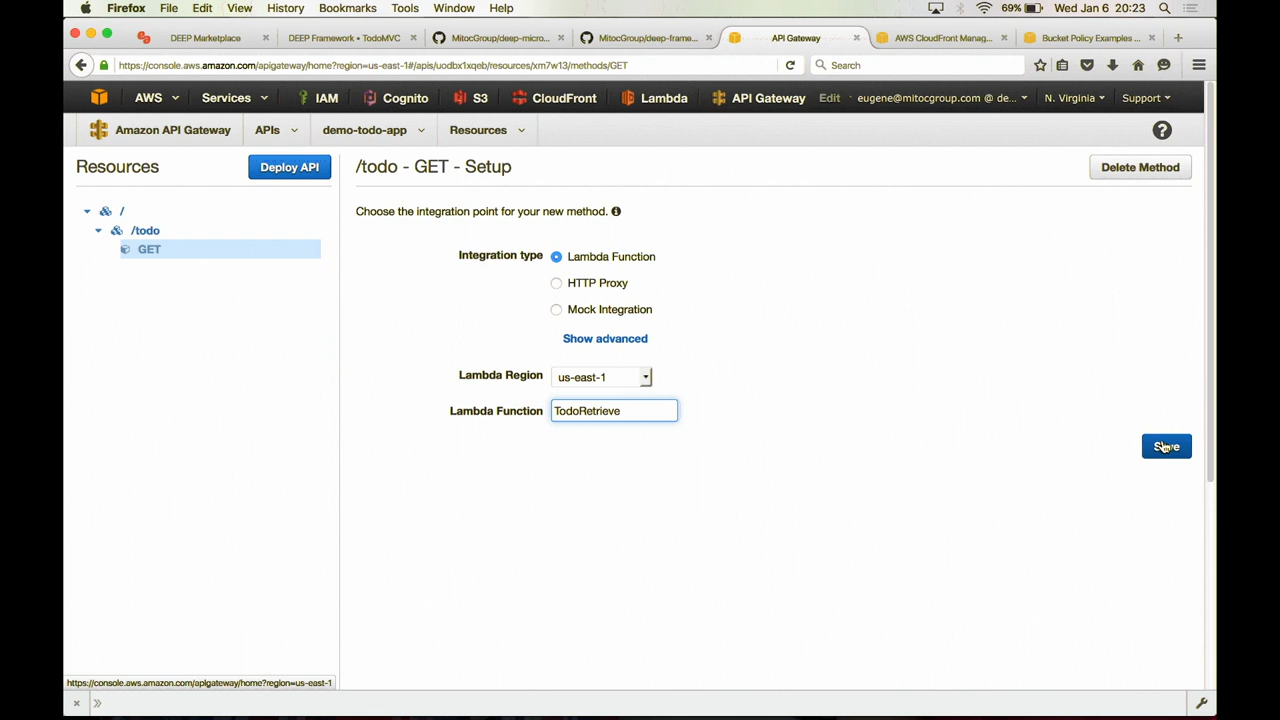 Firefox File Edit View History Bookmarks Tools Window Help 69% Wed Jan 6 20:23
DEEP Marketplace DEEP Framework • TodoMVC MitocGroup/deep-micro... MitocGroup/deep-frame... API Gateway AWS CloudFront Manag... Bucket Policy Examples ...
https://console.aws.amazon.com/apigateway/home?region=us-east-1#/apis/uodbx1xqeb/resources/xm7w13/methods/GET Search
AWS Services IAM Cognito S3 CloudFront Lambda API Gateway Edit eugene@mitocgroup.com @ de... N. Virginia Support
Amazon API Gateway APIs demo-todo-app Resources ?
Resources Deploy API /todo - GET - Setup Delete Method
/
/todo
GET
Choose the integration point for your new method.
Integration type Lambda Function
HTTP Proxy
Mock Integration
Show advanced
Lambda Region us-east-1
Lambda Function TodoRetrieve
Save
https://console.aws.amazon.com/apigateway/home?region=us-east-1